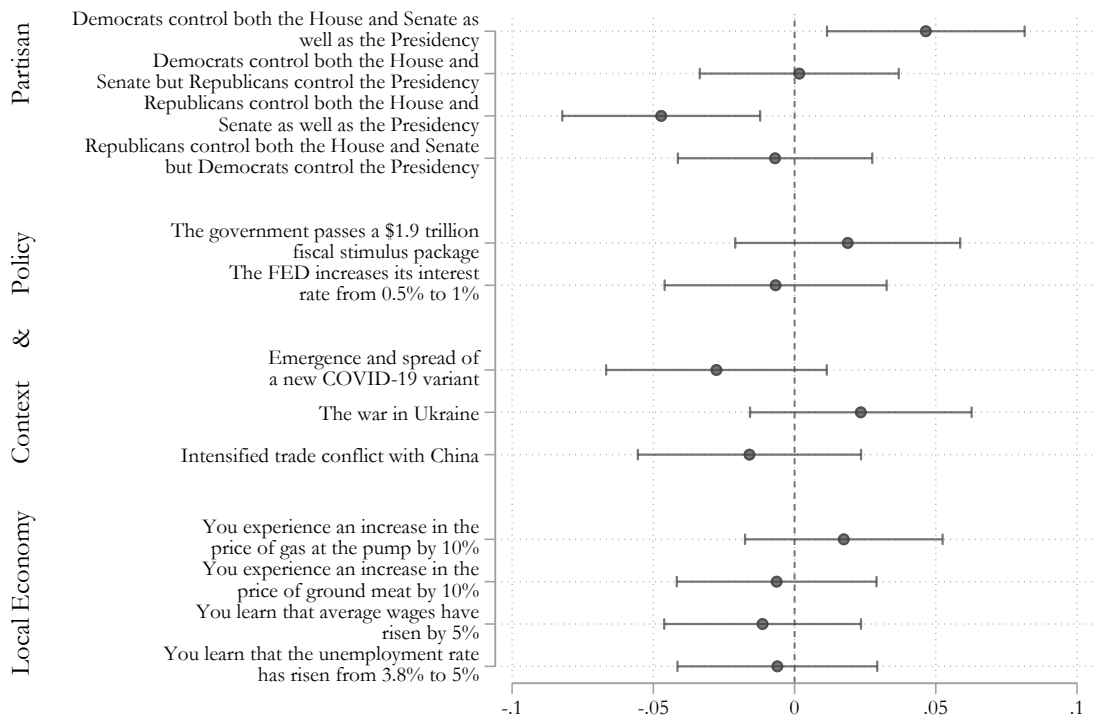 Partisan
Democrats control both the House and Senate as
well as the Presidency
Democrats control both the House and
Senate but Republicans control the Presidency
Republicans control both the House and
Senate as well as the Presidency
Republicans control both the House and Senate
but Democrats control the Presidency
Context & Policy
The government passes a $1.9 trillion
fiscal stimulus package
The FED increases its interest
rate from 0.5% to 1%
Emergence and spread of
a new COVID-19 variant
The war in Ukraine
Intensified trade conflict with China
Local Economy
You experience an increase in the
price of gas at the pump by 10%
You experience an increase in the
price of ground meat by 10%
You learn that average wages have
risen by 5%
You learn that the unemployment rate
has risen from 3.8% to 5%
-.1 -.05 0 .05 .1